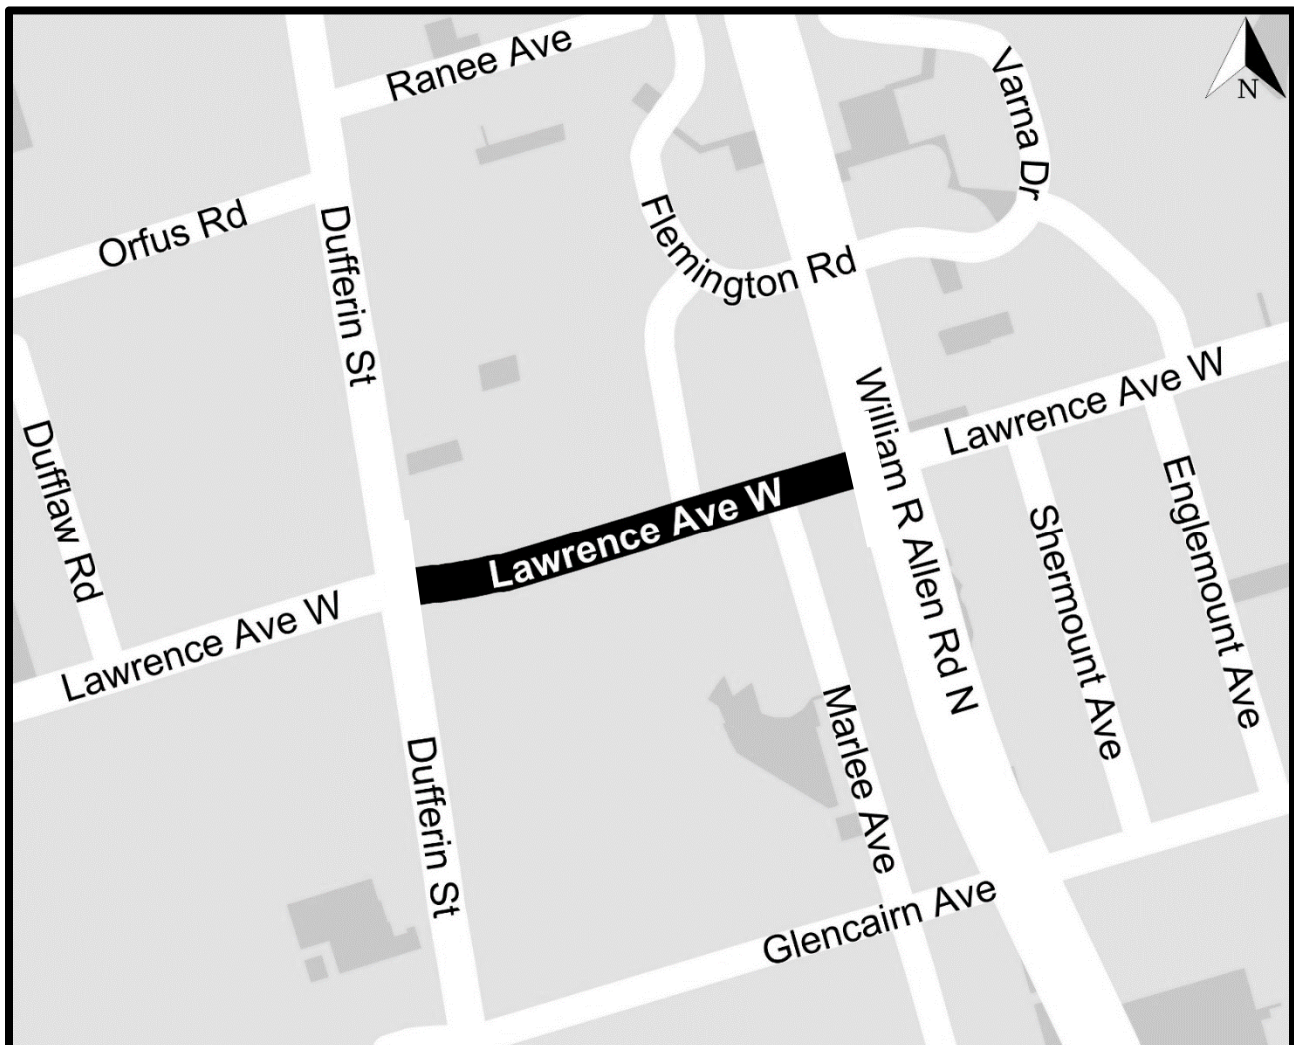 Ranee Ave
N
Varna Dr
Orfus Rd
Dufferin St
Flemington Rd
Lawrence Ave W
William R Allen Rd N
Dufflaw Rd
Lawrence Ave W
Englemount Ave
Shermount Ave
Lawrence Ave W
Marlee Ave
Dufferin St
Glencairn Ave